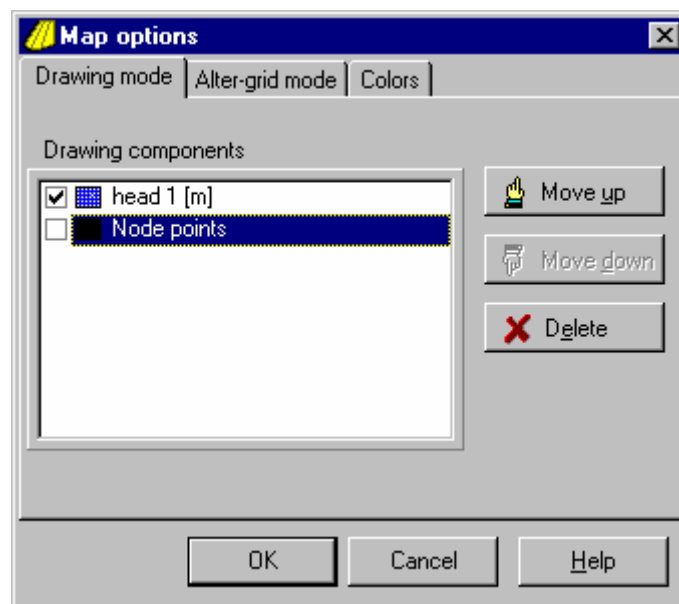 Map options
Drawing mode Alter-grid mode Colors
Drawing components
head 1 [m]
Node points
Move up
Move down
Delete
OK Cancel Help